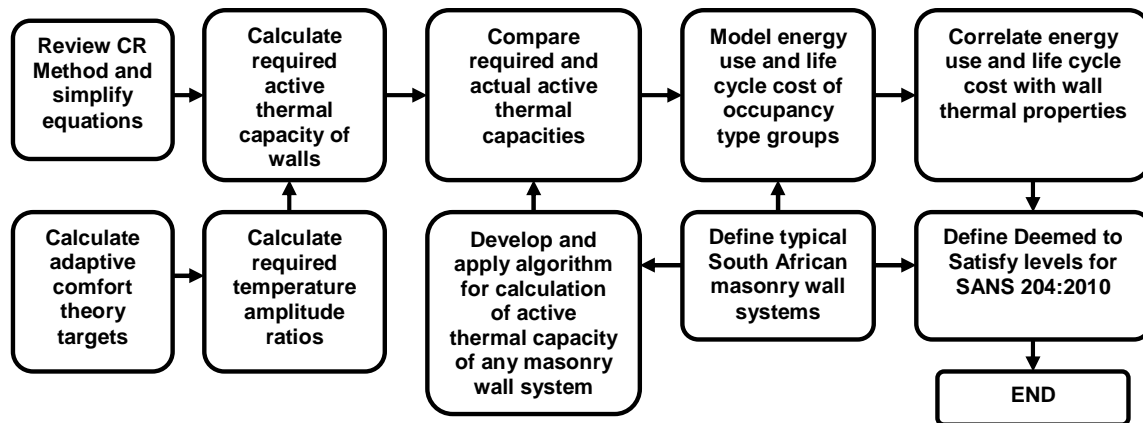 Review CR
Method and
simplify
equations
Calculate
required
active
thermal
capacity of
walls
Compare
required and
actual active
thermal
capacities
Model energy
use and life
cycle cost of
occupancy
type groups
Correlate energy
use and life cycle
cost with wall
thermal properties
Calculate
adaptive
comfort
theory
targets
Calculate
required
temperature
amplitude
ratios
Develop and
apply algorithm
for calculation
of active
thermal capacity
of any masonry
wall system
Define typical
South African
masonry wall
systems
Define Deemed to
Satisfy levels for
SANS 204:2010
END